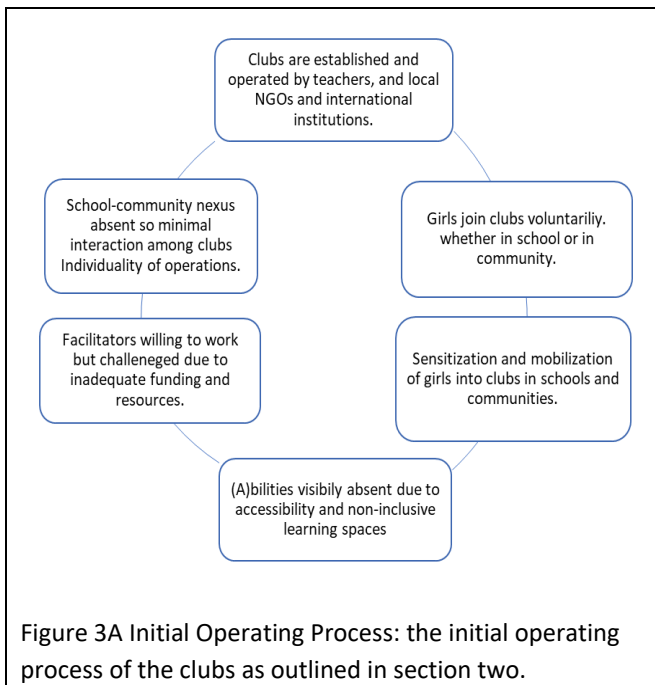 Clubs are established and
operated by teachers, and local
NGOs and international
institutions.
Girls join clubs voluntariliy.
whether in school or in
community.
Sensitization and mobilization
of girls into clubs in schools and
communities.
(A)bilities visibily absent due to
accessibility and non-inclusive
learning spaces
Facilitators willing to work
but challeneged due to
inadequate funding and
resources.
School-community nexus
absent so minimal
interaction among clubs
Individuality of operations.
Figure 3A Initial Operating Process: the initial operating
process of the clubs as outlined in section two.